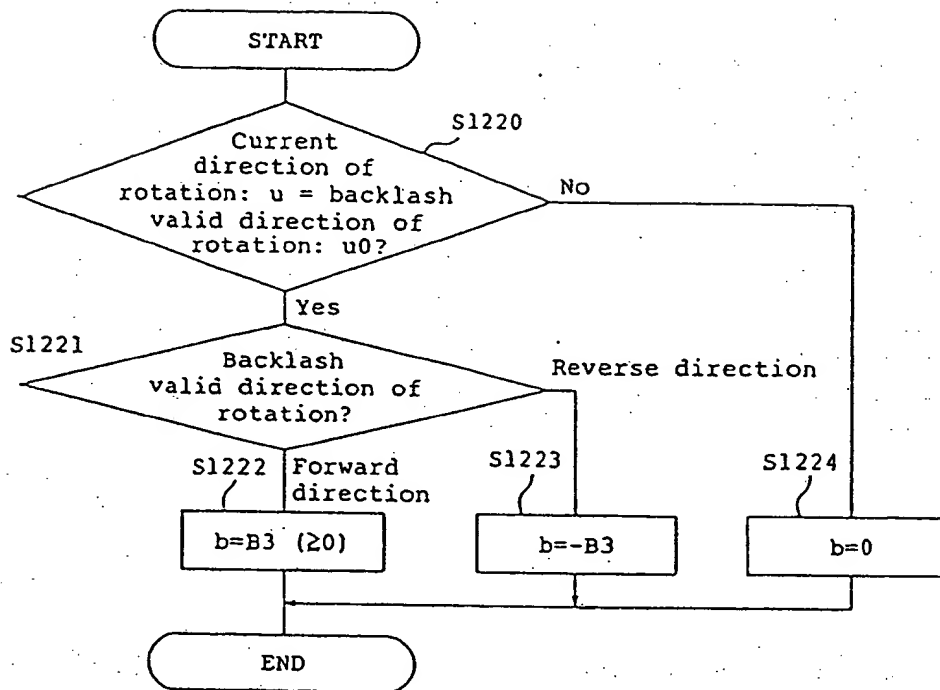 START
S1220
Current
direction of
rotation: u = backlash
valid direction of
rotation: u0?
No
Yes
S1221
Backlash
valid direction of
rotation?
Reverse direction
S1222
Forward
direction
S1223
S1224
b=B3 (≥0)
b=-B3
b=0
END